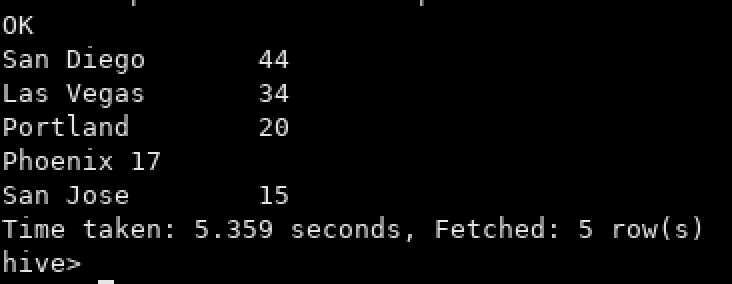 OK
San Diego	44
Las Vegas	34
Portland	20
Phoenix 17
San Jose	15
Time taken: 5.359 seconds, Fetched: 5 row(s)
hive>